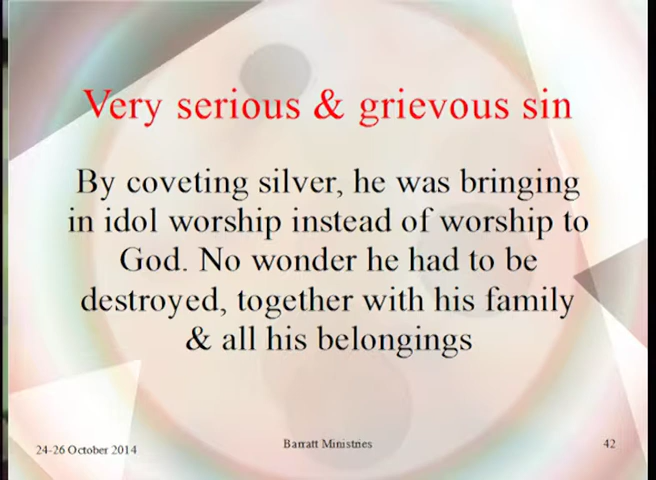 Very serious & grievous sin
By coveting silver, he was bringing
in idol worship instead of worship to
God. No wonder he had to be
destroyed, together with his family
& all his belongings
24-26 October 2014
Barratt Ministries
42